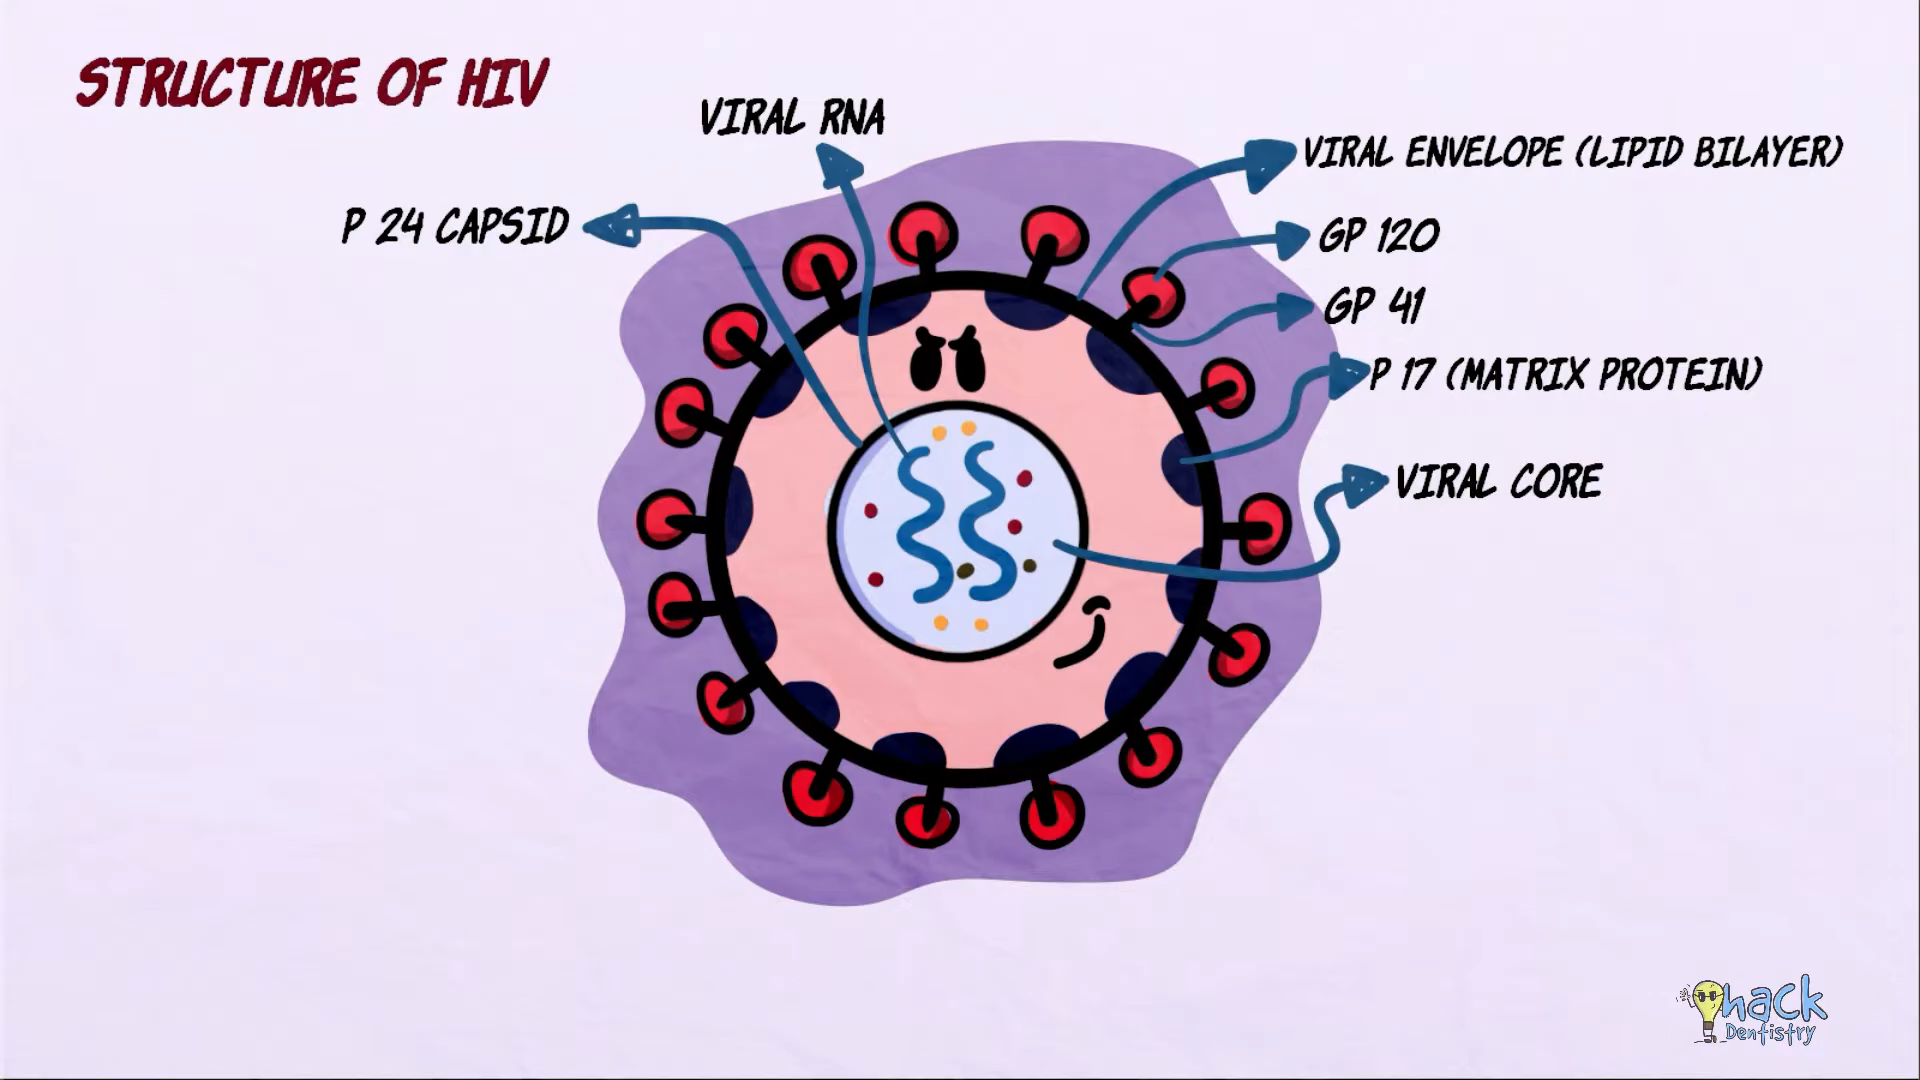 STRUCTURE OF HIV
VIRAL RNA
P 24 CAPSID
VIRAL ENVELOPE (LIPID BILAYER)
GP 120
GP 41
P 17 (MATRIX PROTEIN)
VIRAL CORE
hack
Dentistry